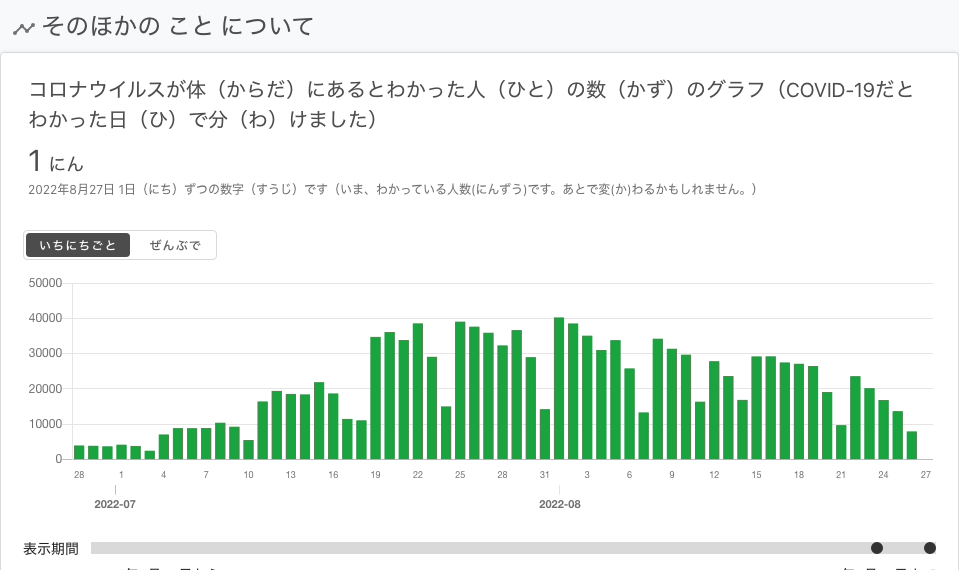 そのほかの こと について
コロナウイルスが体（からだ）にあるとわかった人（ひと）の数（かず）のグラフ（COVID-19だと
わかった日（ひ）で分（わ）けました）
1 にん
2022年8月27日 1日（にち）ずつの数字（すうじ）です（いま、わかっている人数(にんずう)です。あとで変(か)わるかもしれません。）
いちにちごと ぜんぶで
50000
40000
30000
20000
10000
0
28 1 4 7 10 13 16 19 22 25 28 31 3 6 9 12 15 18 21 24 27
2022-07 2022-08
表示期間